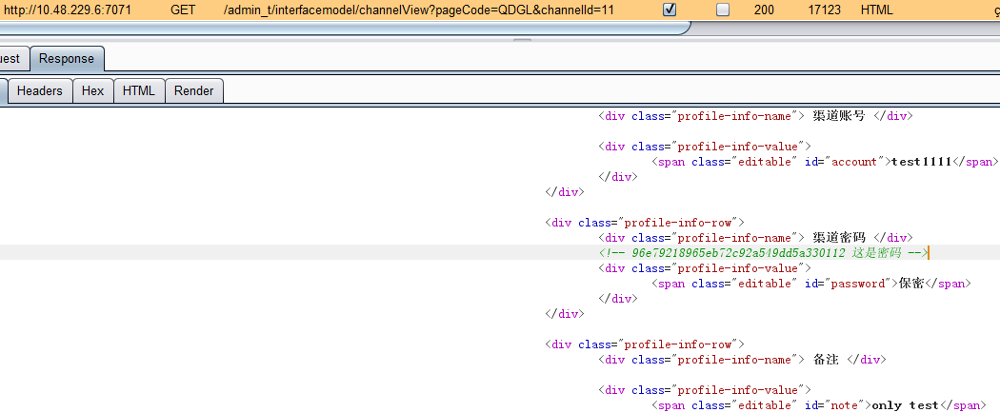 http://10.48.229.6:7071 GET /admin_t/interfacemodel/channelView?pageCode=QDGL&channelId=11 200 17123 HTML
uest Response
Headers Hex HTML Render
<div class="profile-info-name"> 渠道账号 </div>
<div class="profile-info-value">
<span class="editable" id="account">test1111</span>
</div>
</div>
<div class="profile-info-row">
<div class="profile-info-name"> 渠道密码 </div>
<!-- 96e79218965eb72c92a549dd5a330112 这是密码 -->
<div class="profile-info-value">
<span class="editable" id="password">保密</span>
</div>
</div>
<div class="profile-info-row">
<div class="profile-info-name"> 备注 </div>
<div class="profile-info-value">
<span class="editable" id="note">only test</span>